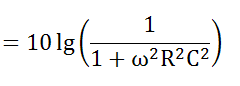 = 10 lg(1 / (1 + ω²R²C²))